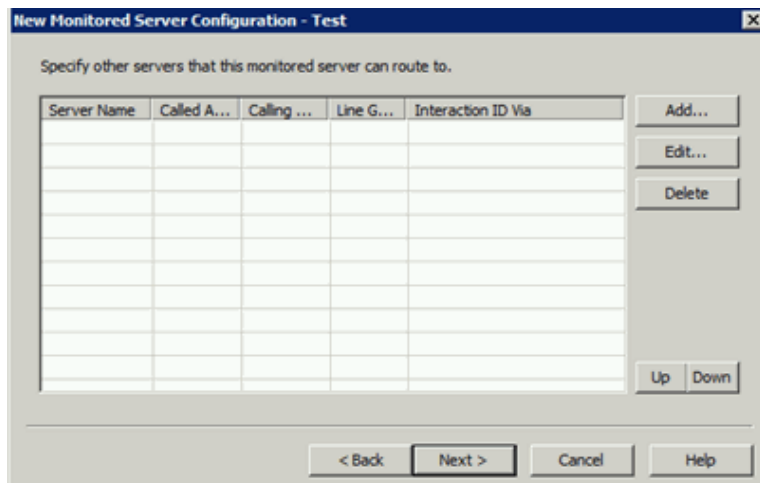 New Monitored Server Configuration - Test
Specify other servers that this monitored server can route to.
Server Name Called A... Calling ... Line G... Interaction ID Via
Add...
Edit...
Delete
Up Down
< Back Next > Cancel Help